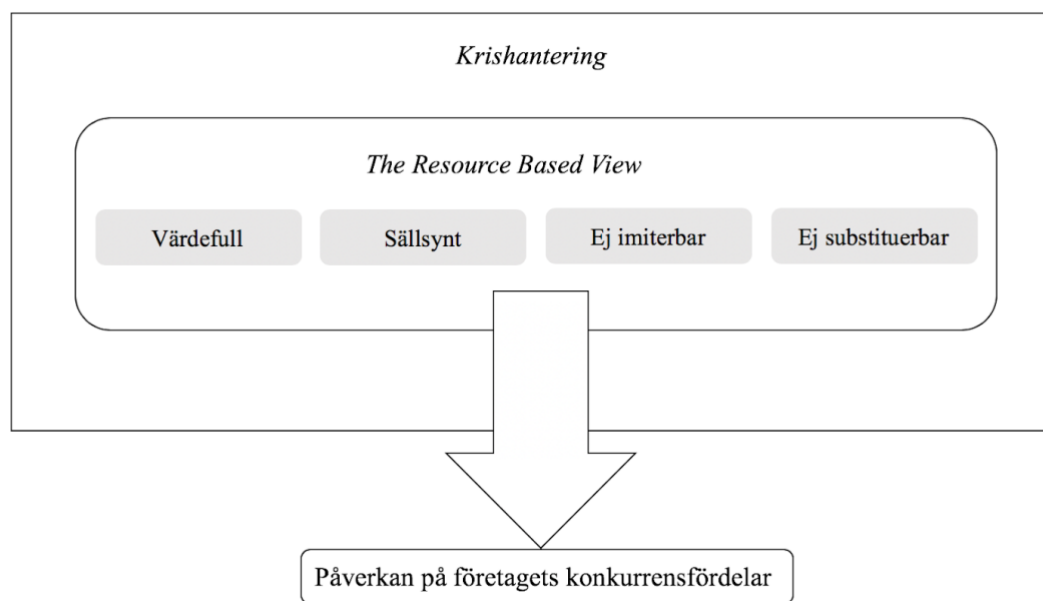 Krishantering
The Resource Based View
Värdefull
Sällsynt
Ej imiterbar
Ej substituerbar
Påverkan på företagets konkurrensfördelar